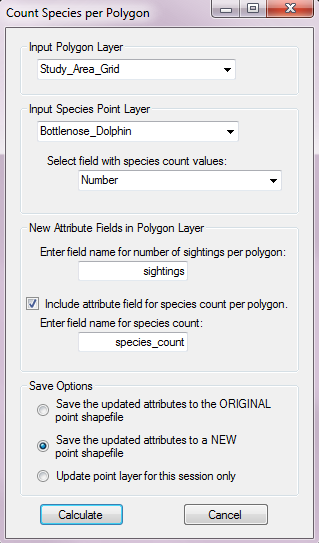 Count Species per Polygon
Input Polygon Layer
Study_Area_Grid
Input Species Point Layer
Bottlenose_Dolphin
Select field with species count values:
Number
New Attribute Fields in Polygon Layer
Enter field name for number of sightings per polygon:
sightings
Include attribute field for species count per polygon.
Enter field name for species count:
species_count
Save Options
Save the updated attributes to the ORIGINAL
point shapefile
Save the updated attributes to a NEW
point shapefile
Update point layer for this session only
Calculate
Cancel